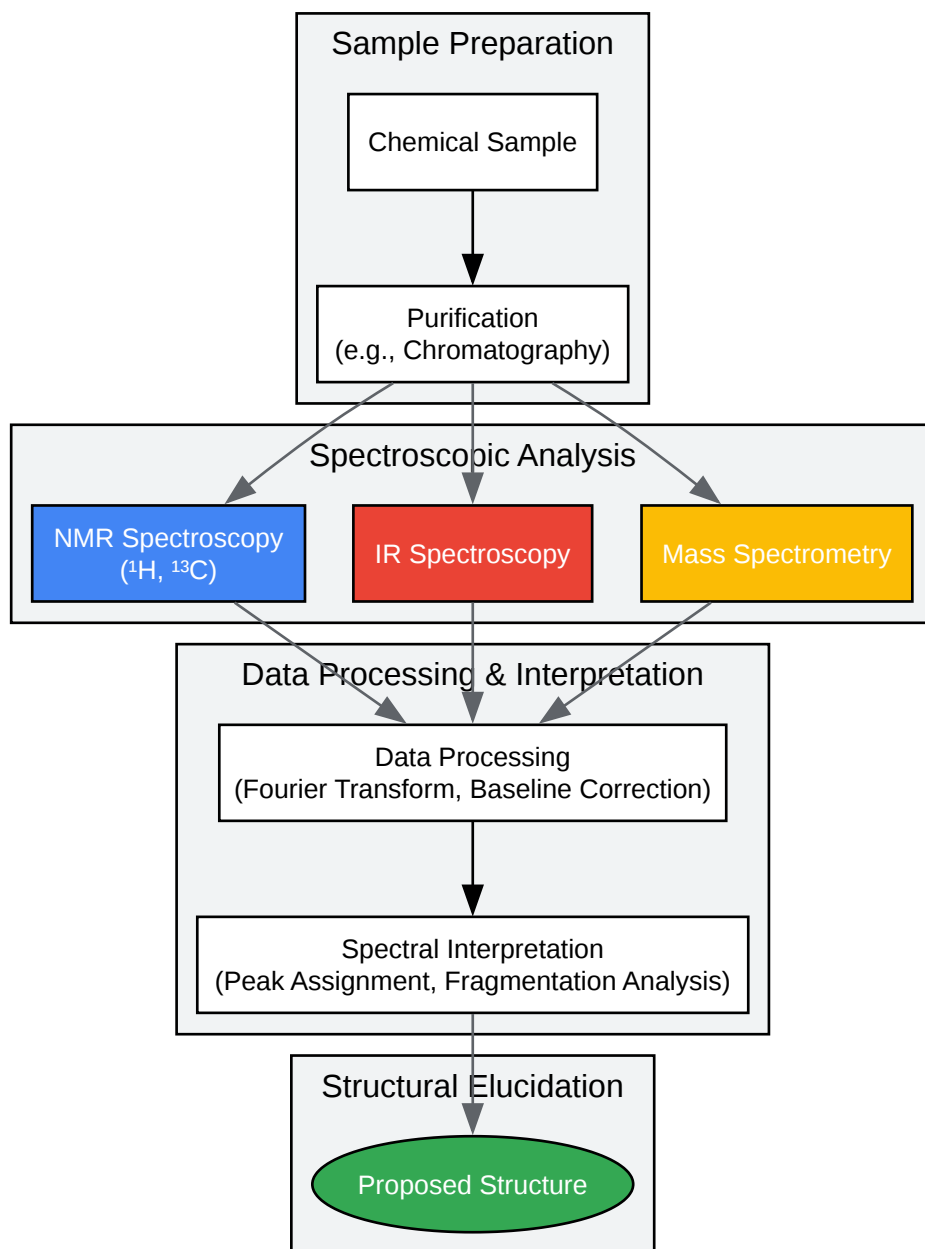 Sample Preparation
Chemical Sample
Purification
(e.g., Chromatography)
Spectroscopic Analysis
NMR Spectroscopy
(¹H, ¹³C)
IR Spectroscopy
Mass Spectrometry
Data Processing & Interpretation
Data Processing
(Fourier Transform, Baseline Correction)
Spectral Interpretation
(Peak Assignment, Fragmentation Analysis)
Structural Elucidation
Proposed Structure